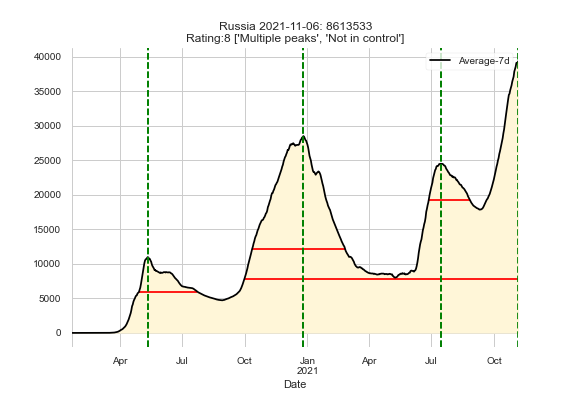 Russia 2021-11-06: 8613533
Rating:8 ['Multiple peaks', 'Not in control']
Average-7d
40000
35000
30000
25000
20000
15000
10000
5000
0
Apr Jul Oct Jan Apr Jul Oct
2021
Date